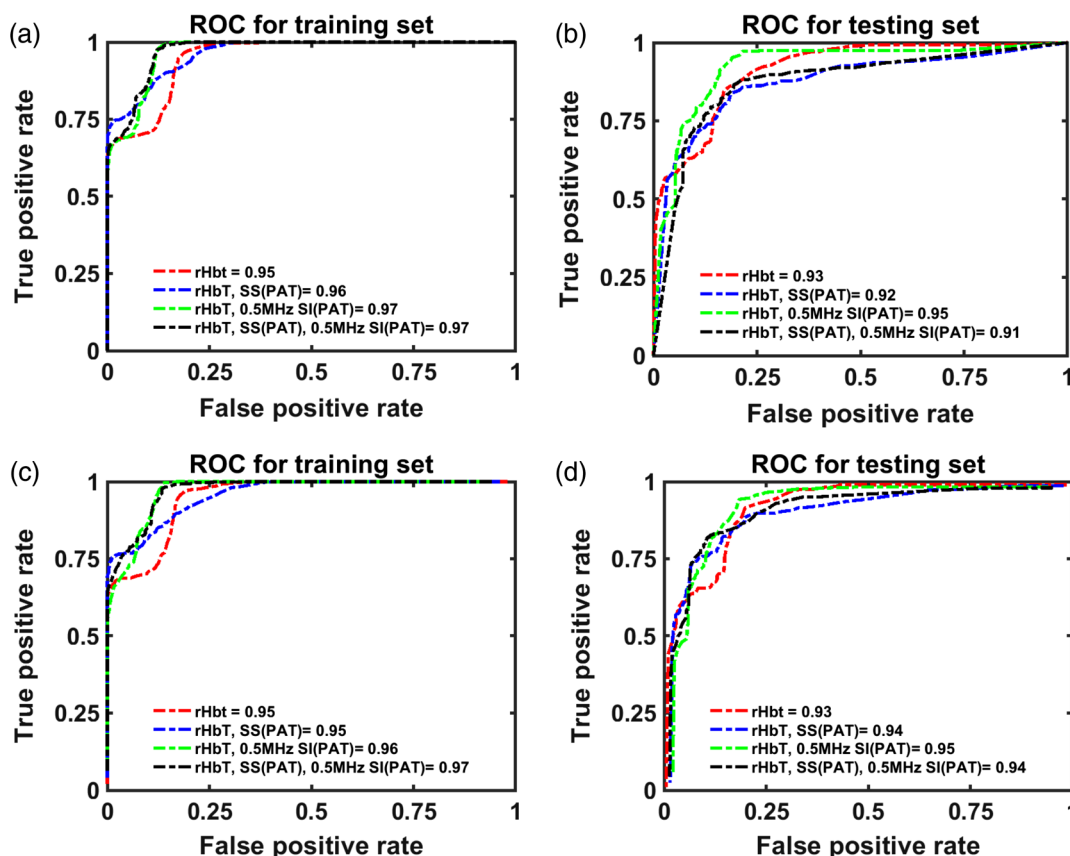 (a)
ROC for training set
True positive rate
1
0.75
0.5
0.25
0
rHbt = 0.95
rHbT, SS(PAT)= 0.96
rHbT, 0.5MHz SI(PAT)= 0.97
rHbT, SS(PAT), 0.5MHz SI(PAT)= 0.97
0 0.25 0.5 0.75 1
False positive rate
(b)
ROC for testing set
True positive rate
1
0.75
0.5
0.25
0
rHbt = 0.93
rHbT, SS(PAT)= 0.92
rHbT, 0.5MHz SI(PAT)= 0.95
rHbT, SS(PAT), 0.5MHz SI(PAT)= 0.91
0 0.25 0.5 0.75 1
False positive rate
(c)
ROC for training set
True positive rate
1
0.75
0.5
0.25
0
rHbt = 0.95
rHbT, SS(PAT)= 0.95
rHbT, 0.5MHz SI(PAT)= 0.96
rHbT, SS(PAT), 0.5MHz SI(PAT)= 0.97
0 0.25 0.5 0.75 1
False positive rate
(d)
ROC for testing set
True positive rate
1
0.75
0.5
0.25
0
rHbt = 0.93
rHbT, SS(PAT)= 0.94
rHbT, 0.5MHz SI(PAT)= 0.95
rHbT, SS(PAT), 0.5MHz SI(PAT)= 0.94
0 0.25 0.5 0.75 1
False positive rate